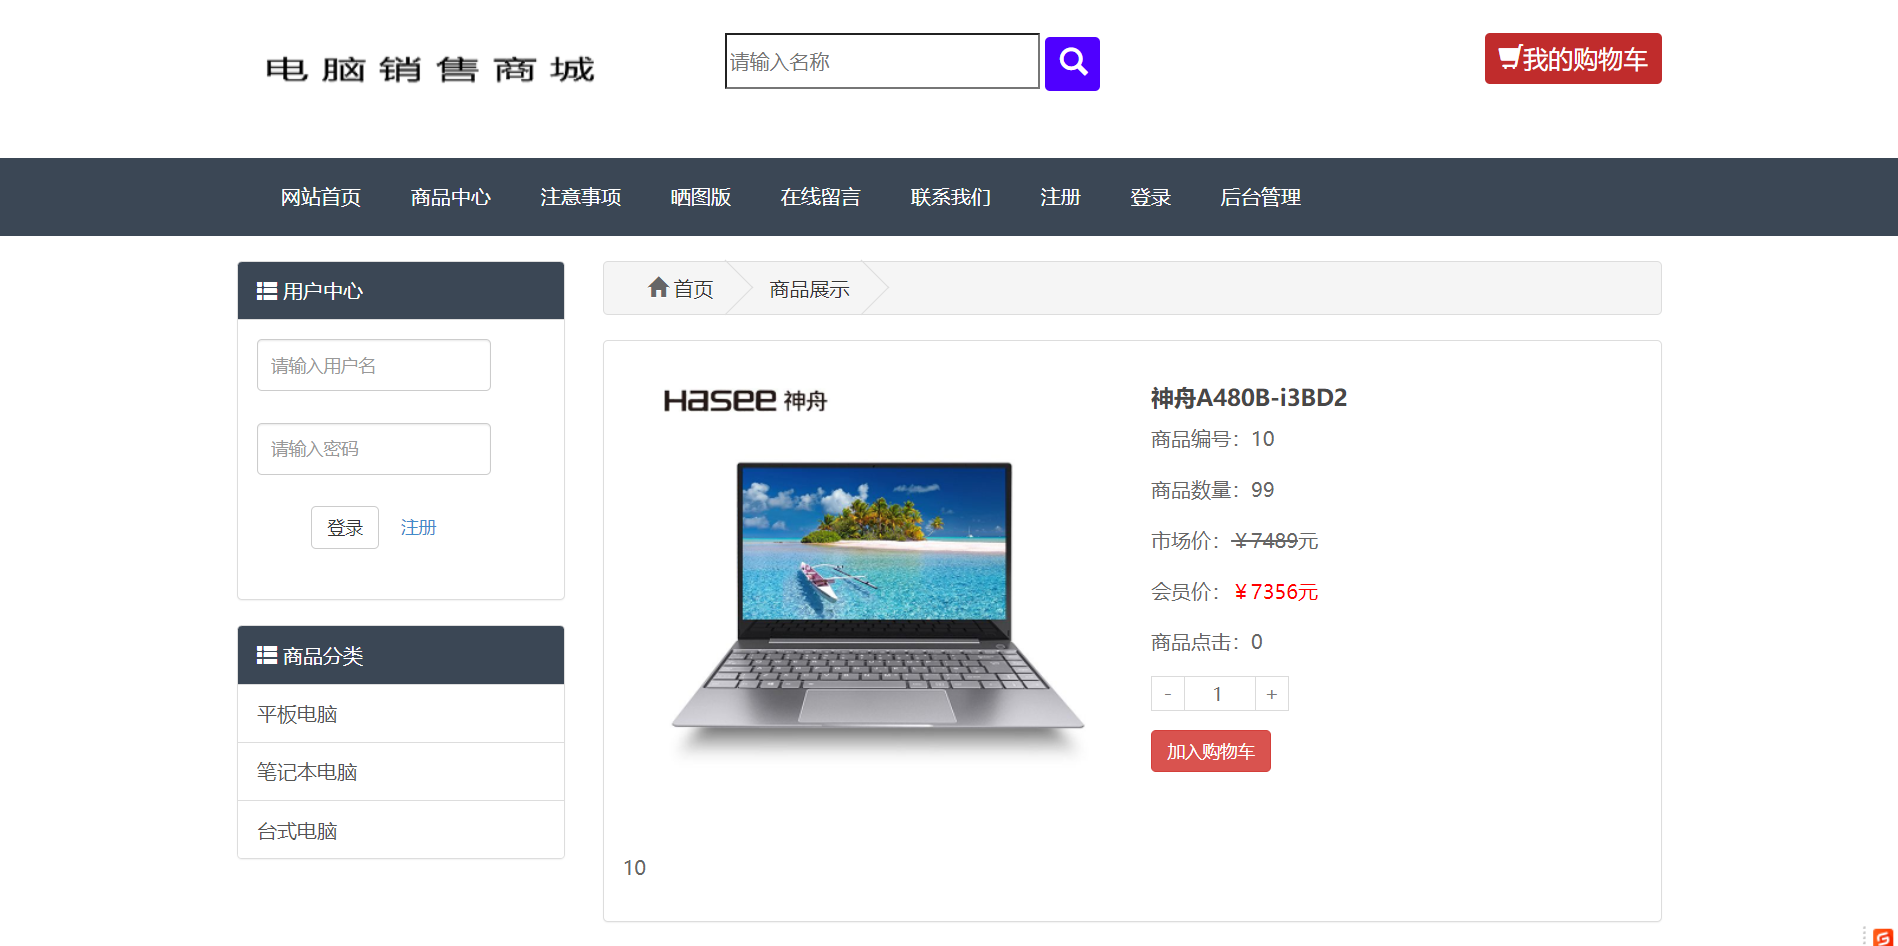 电脑销售商城
请输入名称
我的购物车
网站首页 商品中心 注意事项 晒图版 在线留言 联系我们 注册 登录 后台管理
用户中心
请输入用户名
请输入密码
登录 注册
商品分类
平板电脑
笔记本电脑
台式电脑
首页 商品展示
Hasee 神舟
神舟A480B-i3BD2
商品编号：10
商品数量：99
市场价：￥7489元
会员价：￥7356元
商品点击：0
- 1 +
加入购物车
10